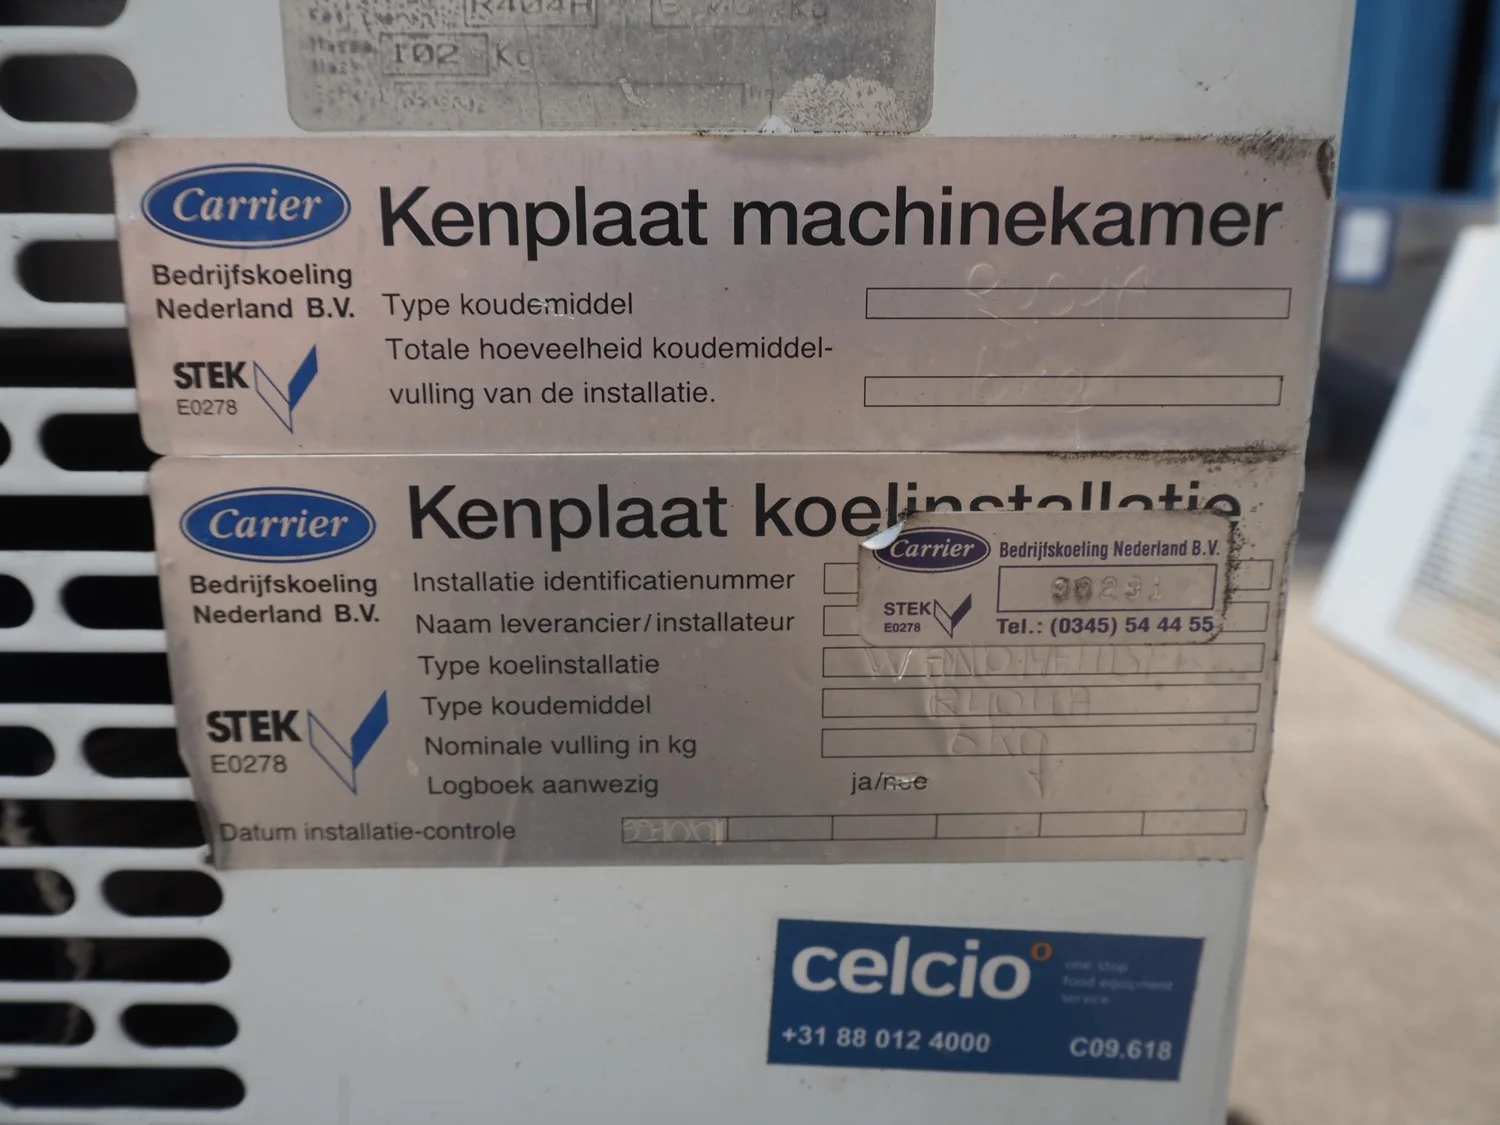 R404A
102 Kg
Carrier
Bedrijfskoeling
Nederland B.V.
STEK
E0278
Kenplaat machinekamer
Type koudemiddel
Totale hoeveelheid koudemiddel-
vulling van de installatie.
6kg
Carrier
Bedrijfskoeling
Nederland B.V.
STEK
E0278
Kenplaat koelinstallatie
Installatie identificatienummer
Naam leverancier/installateur
Type koelinstallatie
Type koudemiddel R404A
Nominale vulling in kg 6kg
Logboek aanwezig ja/nee
Datum installatie-controle
Carrier Bedrijfskoeling Nederland B.V.
STEK
E0278
Tel.: (0345) 54 44 55
celcio
one stop
food equipment
service
+31 88 012 4000 C09.618